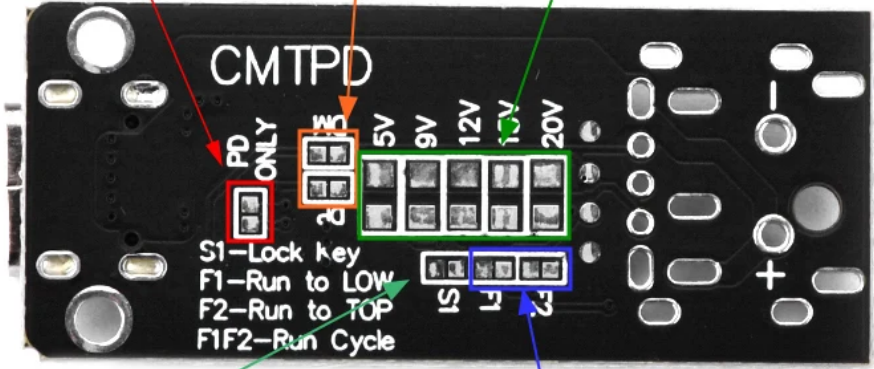 CMTPD
PD
ONLY
5V
9V
12V
20V
S1-Lock key
F1-Run to LOW
F2-Run to TOP
F1F2-Run Cycle
S1
F1
F2
-
+